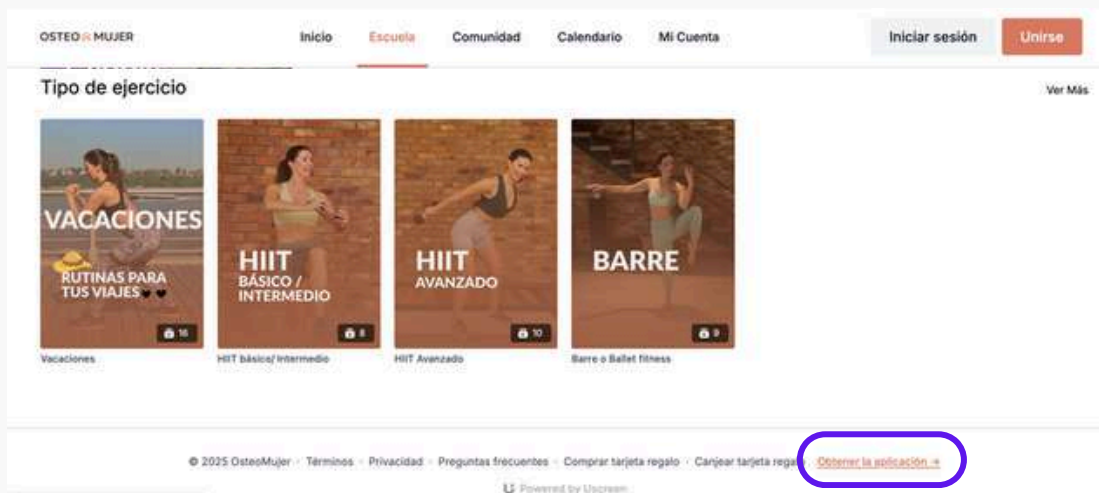 OSTEO MUJER
Inicio
Escuela
Comunidad
Calendario
Mi Cuenta
Iniciar sesión
Unirse
Tipo de ejercicio
Ver Más
VACACIONES
RUTINAS PARA
TUS VIAJES
16
Vacaciones
HIIT
BÁSICO /
INTERMEDIO
8
HIIT básico/ Intermedio
HIIT
AVANZADO
10
HIIT Avanzado
BARRE
9
Barre o Ballet fitness
© 2025 OsteoMujer · Términos · Privacidad · Preguntas frecuentes · Comprar tarjeta regalo · Canjear tarjeta · Obtener la aplicación →
Powered by Uscreen